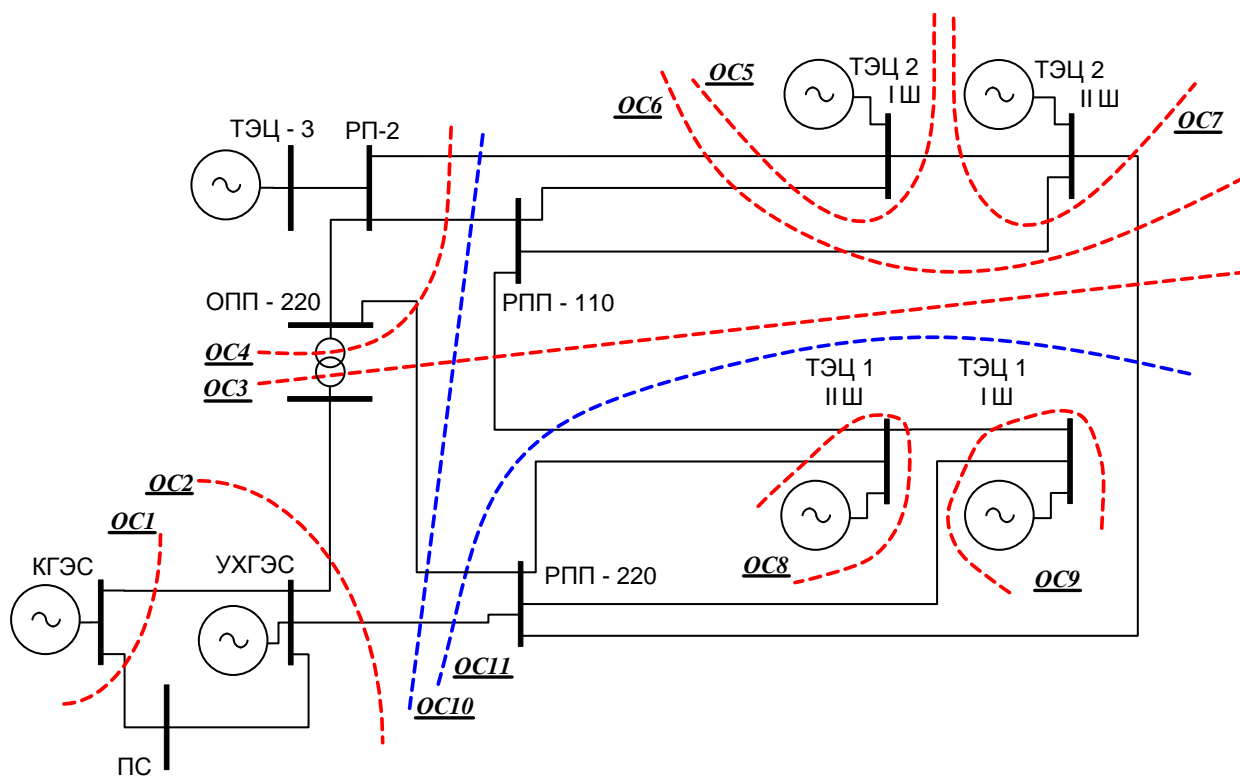 ТЭЦ 2
I Ш
ТЭЦ 2
II Ш
ОС5
ОС6
ОС7
ТЭЦ - 3
РП-2
ОПП - 220
РПП - 110
ОС4
ОС3
ТЭЦ 1
II Ш
ТЭЦ 1
I Ш
ОС2
ОС1
КГЭС
УХГЭС
РПП - 220
ОС8
ОС9
ОС11
ОС10
ПС